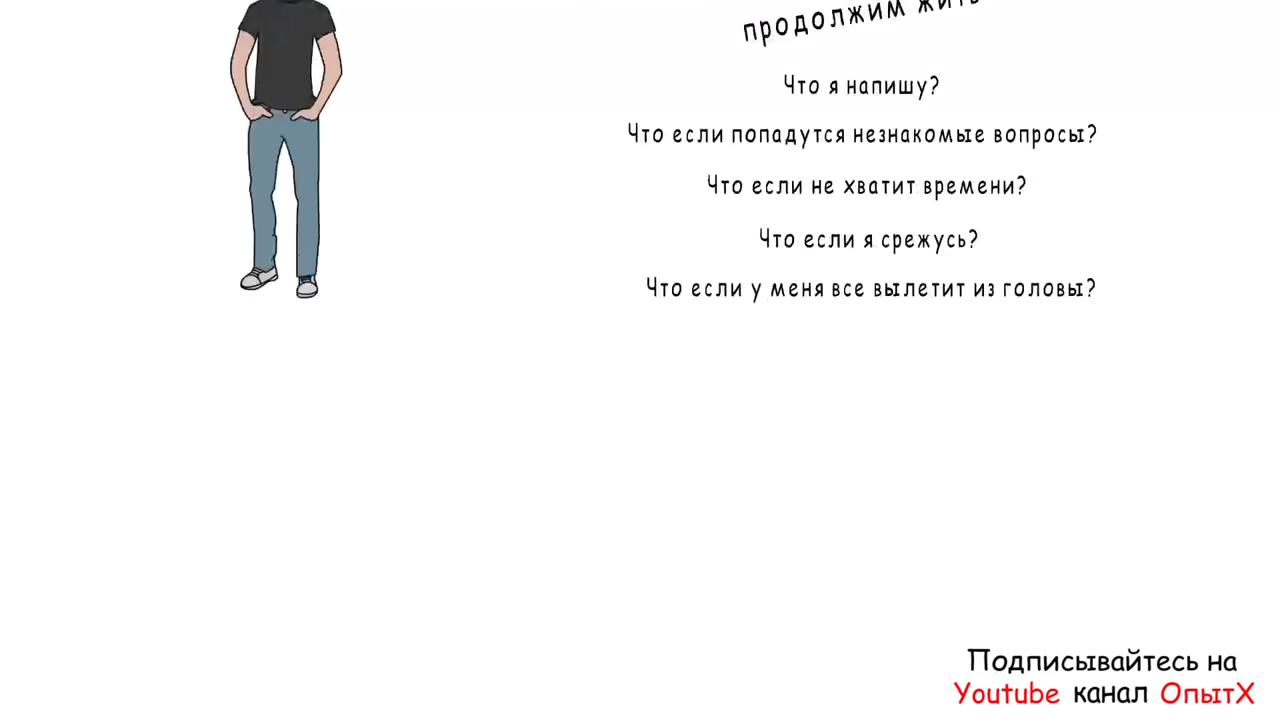 продолжим жить
Что я напишу?
Что если попадутся незнакомые вопросы?
Что если не хватит времени?
Что если я срежусь?
Что если у меня все вылетит из головы?
Подписывайтесь на
Youtube канал ОпытХ